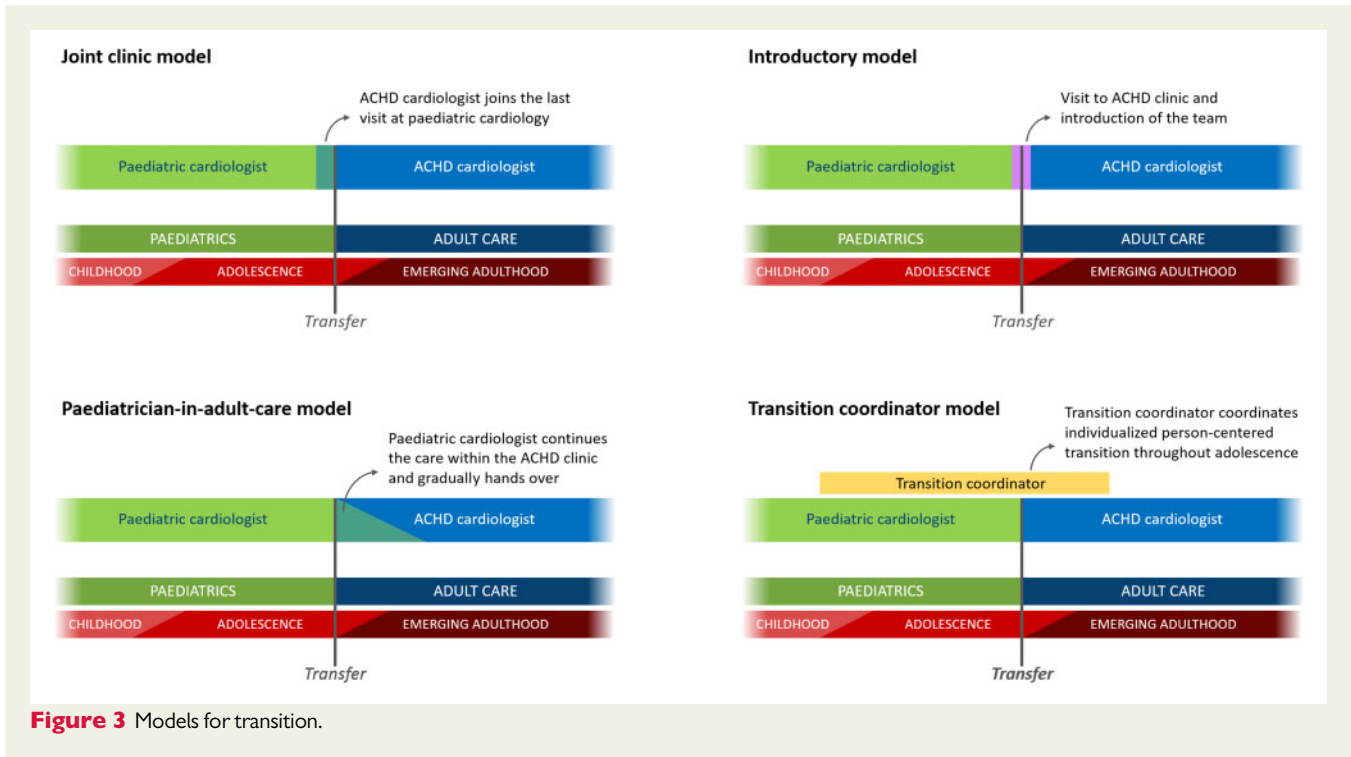 Joint clinic model
ACHD cardiologist joins the last
visit at paediatric cardiology
Paediatric cardiologist
ACHD cardiologist
PAEDIATRICS
ADULT CARE
CHILDHOOD
ADOLESCENCE
EMERGING ADULTHOOD
Transfer
Introductory model
Visit to ACHD clinic and
introduction of the team
Paediatric cardiologist
ACHD cardiologist
PAEDIATRICS
ADULT CARE
CHILDHOOD
ADOLESCENCE
EMERGING ADULTHOOD
Transfer
Paediatrician-in-adult-care model
Paediatric cardiologist continues
the care within the ACHD clinic
and gradually hands over
Paediatric cardiologist
ACHD cardiologist
PAEDIATRICS
ADULT CARE
CHILDHOOD
ADOLESCENCE
EMERGING ADULTHOOD
Transfer
Transition coordinator model
Transition coordinator coordinates
individualized person-centered
transition throughout adolescence
Transition coordinator
Paediatric cardiologist
ACHD cardiologist
PAEDIATRICS
ADULT CARE
CHILDHOOD
ADOLESCENCE
EMERGING ADULTHOOD
Transfer
Figure 3 Models for transition.